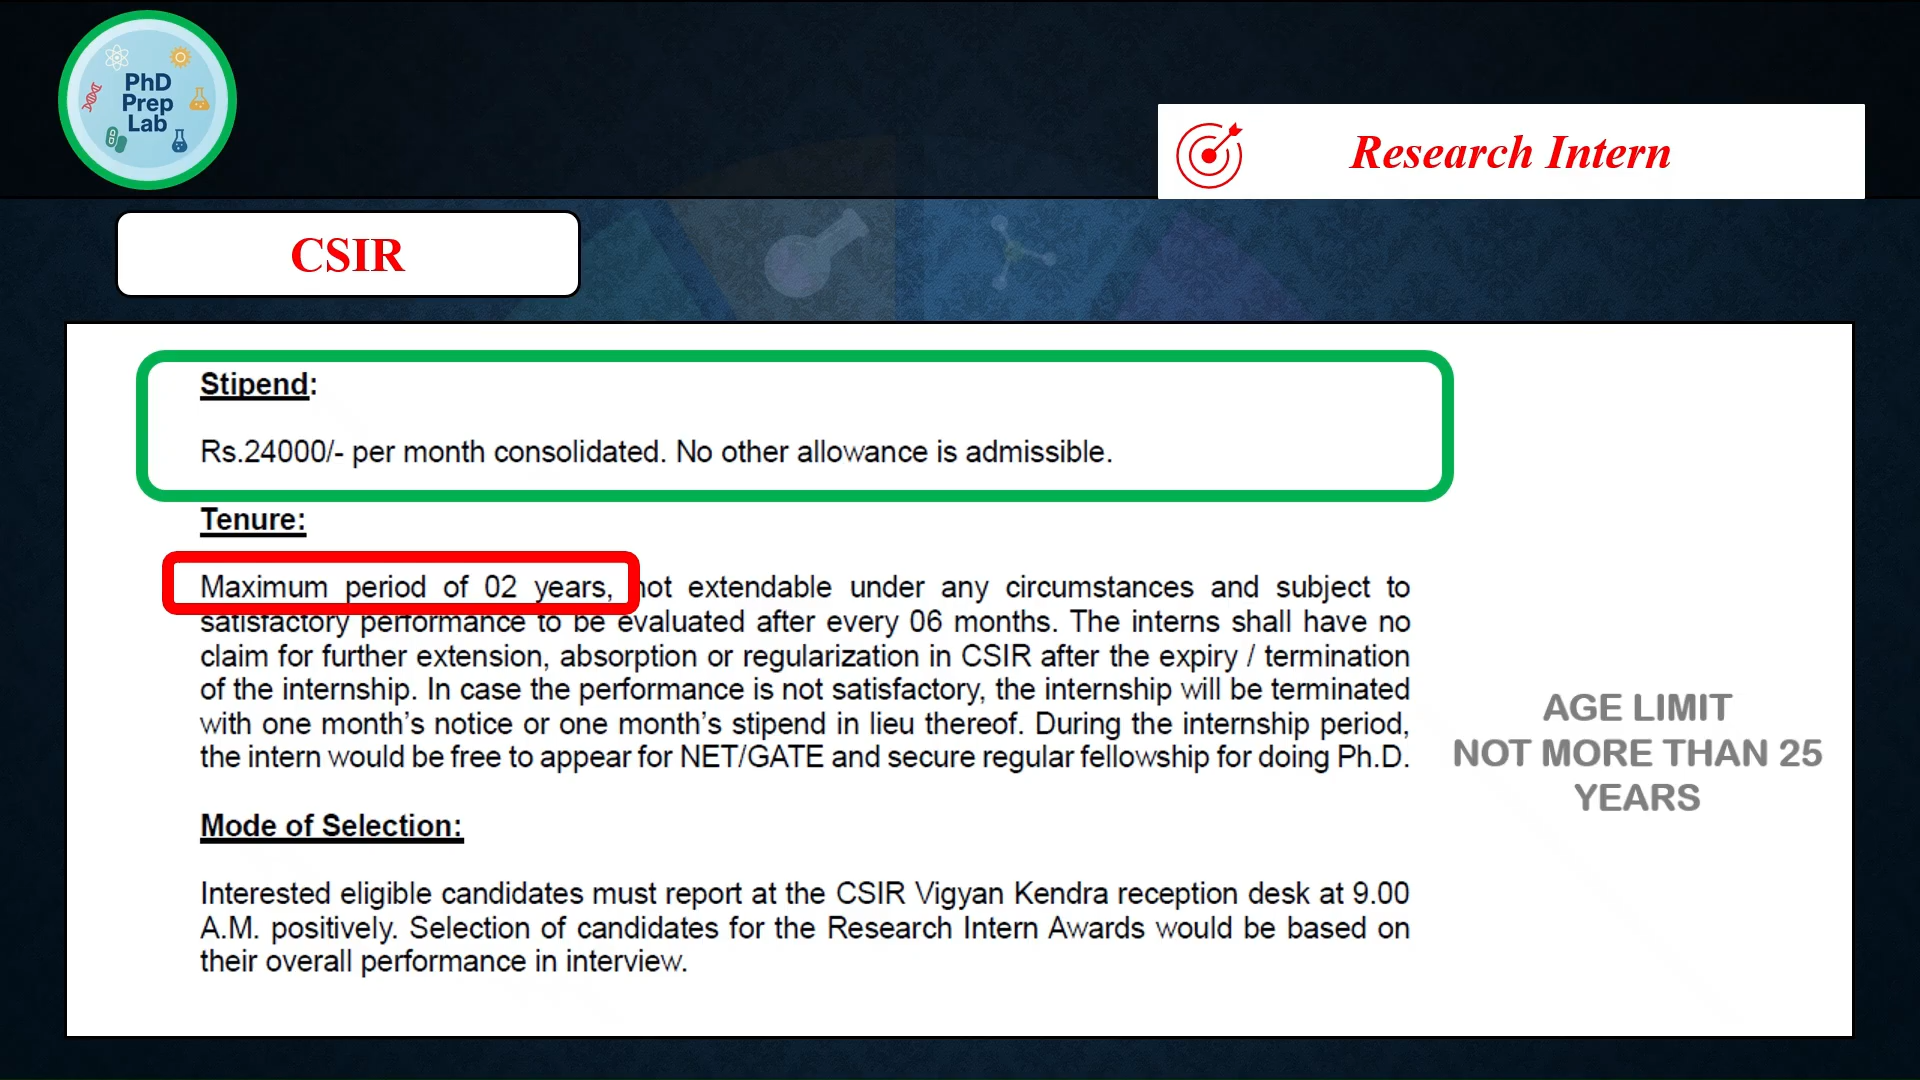 PhD
Prep
Lab
Research Intern
CSIR
Stipend:
Rs.24000/- per month consolidated. No other allowance is admissible.
Tenure:
Maximum period of 02 years, not extendable under any circumstances and subject to
satisfactory performance to be evaluated after every 06 months. The interns shall have no
claim for further extension, absorption or regularization in CSIR after the expiry / termination
of the internship. In case the performance is not satisfactory, the internship will be terminated
with one month’s notice or one month’s stipend in lieu thereof. During the internship period,
the intern would be free to appear for NET/GATE and secure regular fellowship for doing Ph.D.
AGE LIMIT
NOT MORE THAN 25
YEARS
Mode of Selection:
Interested eligible candidates must report at the CSIR Vigyan Kendra reception desk at 9.00
A.M. positively. Selection of candidates for the Research Intern Awards would be based on
their overall performance in interview.